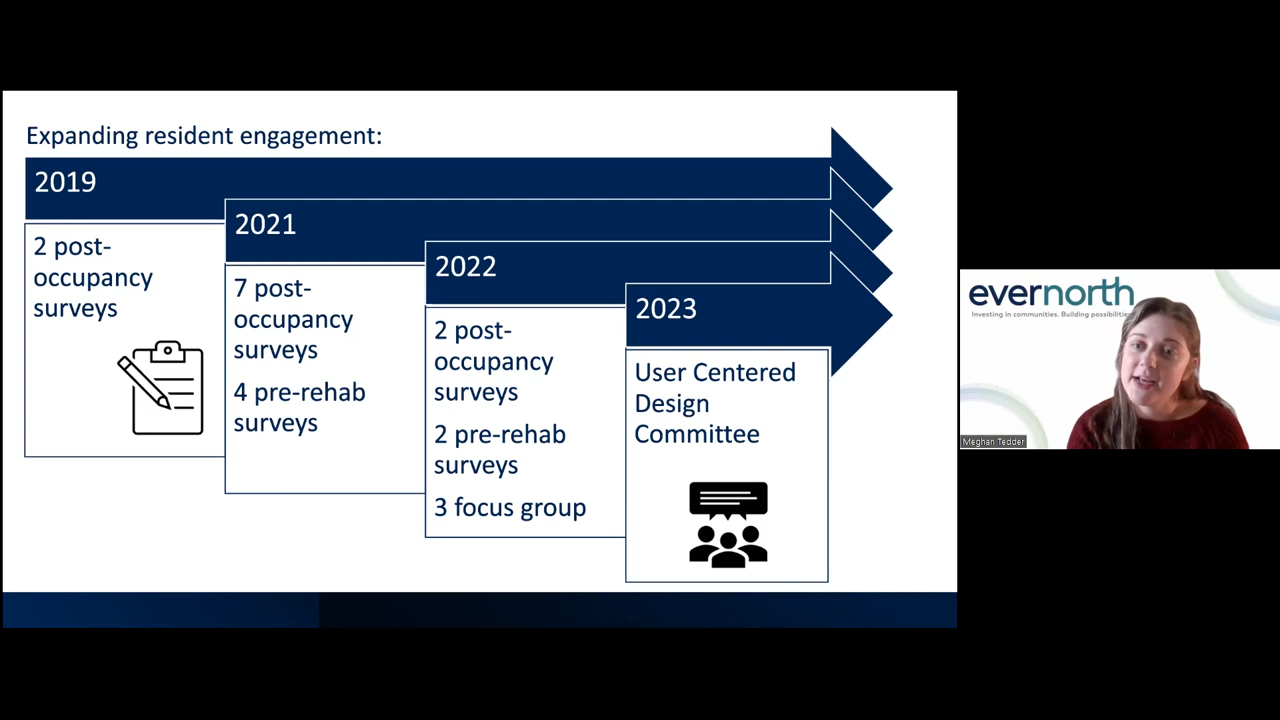 Expanding resident engagement:
2019
2 post-
occupancy
surveys
2021
7 post-
occupancy
surveys
4 pre-rehab
surveys
2022
2 post-
occupancy
surveys
2 pre-rehab
surveys
3 focus group
2023
User Centered
Design
Committee
evernorth
Investing in communities. Building possibilities
Meghan Tedder